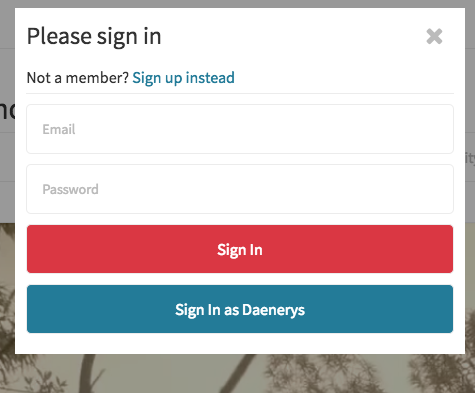 Please sign in
Not a member? Sign up instead
Email
Password
Sign In
Sign In as Daenerys